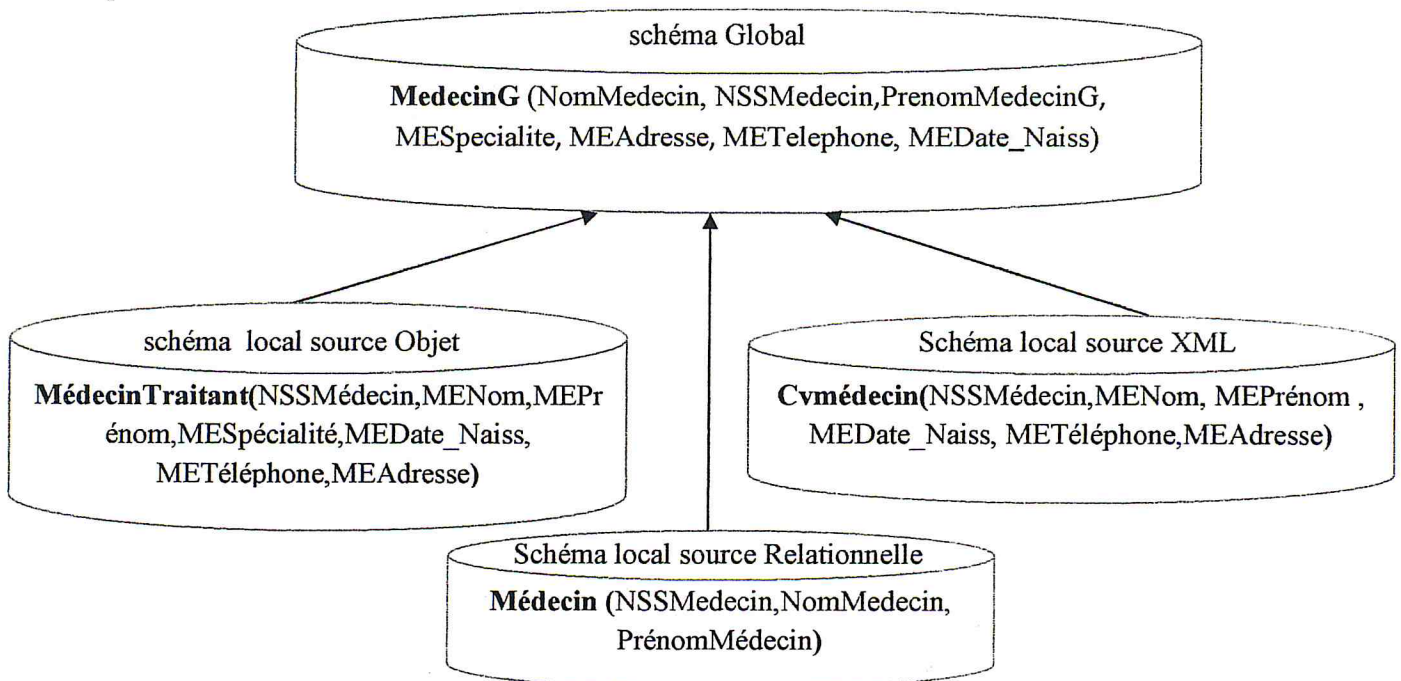 schéma Global
MedecinG (NomMedecin, NSSMedecin,PrenomMedecinG,
MESpecialite, MEAdresse, METelephone, MEDate_Naiss)
schéma local source Objet
MédecinTraitant(NSSMédecin,MENom,MEPr
énom,MESpécialité,MEDate_Naiss,
METéléphone,MEAdresse)
Schéma local source XML
Cvmédecin(NSSMédecin,MENom, MEPrénom ,
MEDate_Naiss, METéléphone,MEAdresse)
Schéma local source Relationnelle
Médecin (NSSMedecin,NomMedecin,
PrénomMédecin)